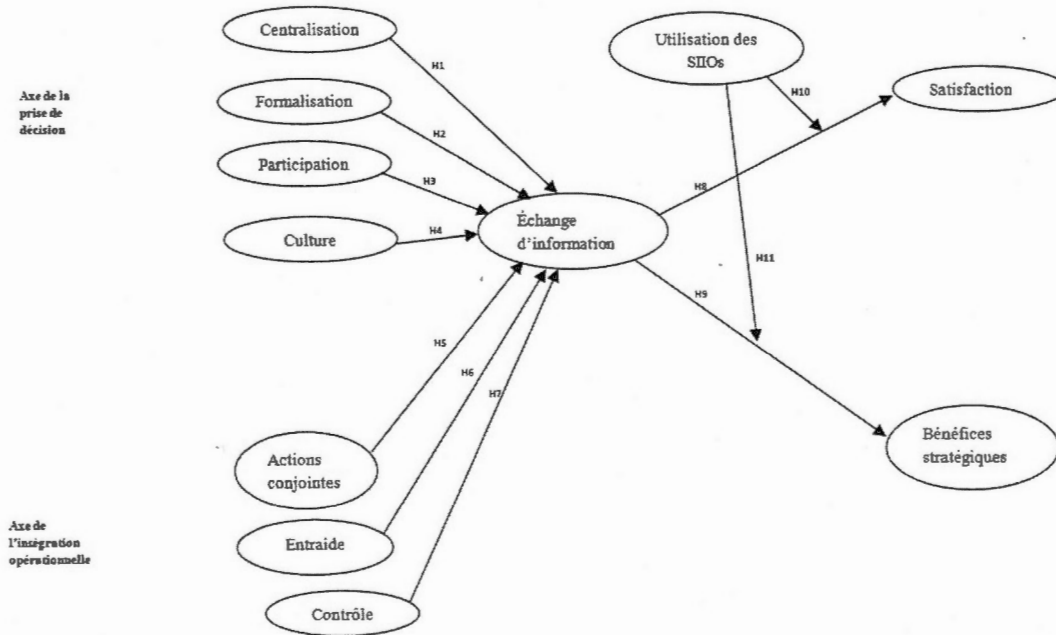 Centralisation
H1
Utilisation des
SIIOs
H10
Satisfaction
Axe de la
prise de
décision
Formalisation
H2
Participation
H3
Culture
H4
Échange
d'information
H8
H11
H9
H5
H6
H7
Actions
conjointes
Bénéfices
stratégiques
Axe de
l'intégration
opérationnelle
Entraide
Contrôle